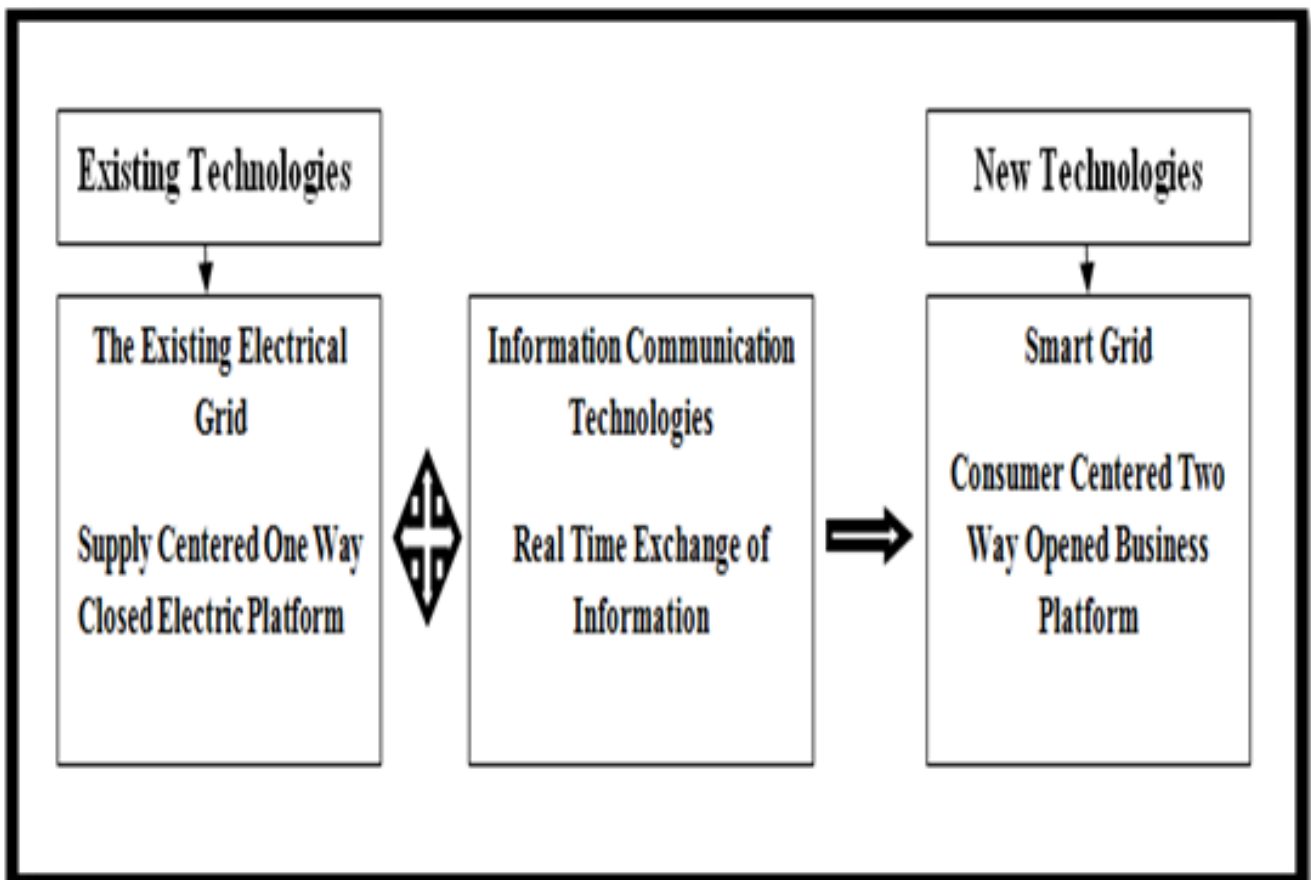 Existing Technologies
New Technologies
The Existing Electrical
Grid
Supply Centered One Way
Closed Electric Platform
Information Communication
Technologies
Real Time Exchange of
Information
Smart Grid
Consumer Centered Two
Way Opened Business
Platform